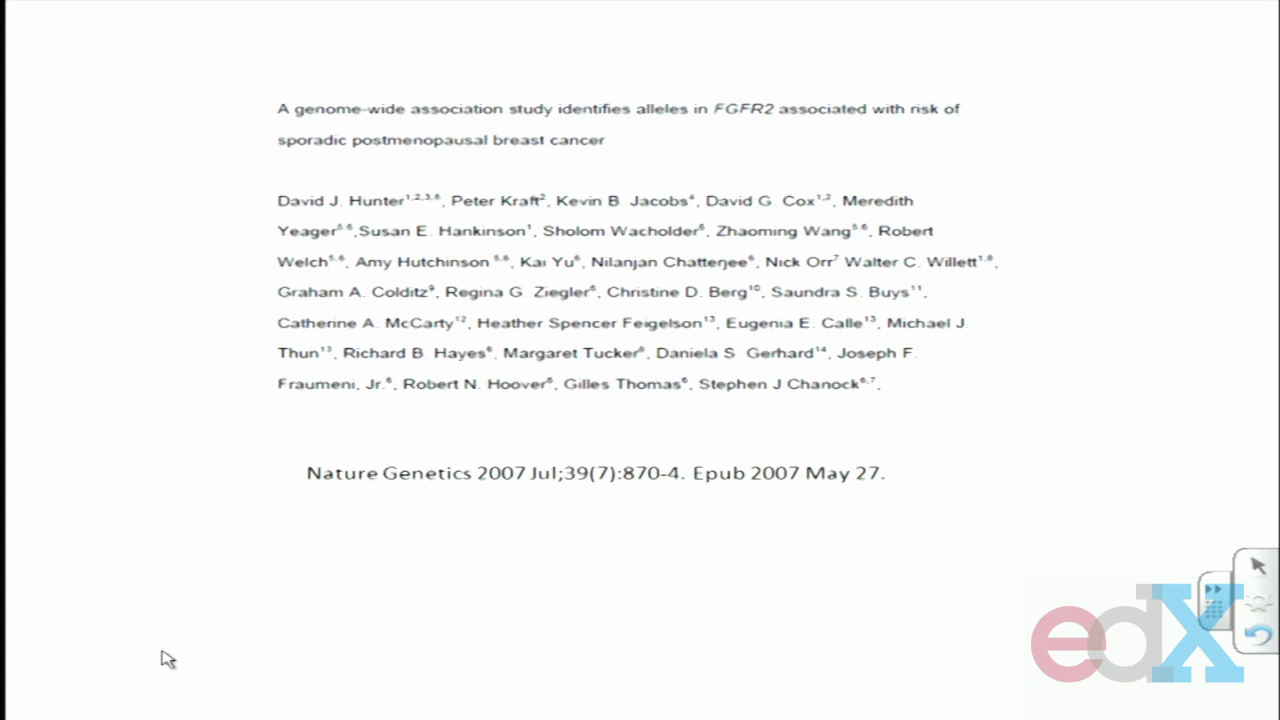 A genome-wide association study identifies alleles in FGFR2 associated with risk of
sporadic postmenopausal breast cancer
David J. Hunter1,2,3,6, Peter Kraft2, Kevin B. Jacobs4, David G. Cox1,2, Meredith
Yeager5,6,Susan E. Hankinson1, Sholom Wacholder6, Zhaoming Wang5,6, Robert
Welch5,6, Amy Hutchinson 5,6, Kai Yu6, Nilanjan Chatterjee6, Nick Orr7 Walter C. Willett1,8,
Graham A. Colditz9, Regina G. Ziegler6, Christine D. Berg10, Saundra S. Buys11,
Catherine A. McCarty12, Heather Spencer Feigelson13, Eugenia E. Calle13, Michael J.
Thun13, Richard B. Hayes6, Margaret Tucker6, Daniela S. Gerhard14, Joseph F.
Fraumeni, Jr.6, Robert N. Hoover6, Gilles Thomas6, Stephen J Chanock6,7,
Nature Genetics 2007 Jul;39(7):870-4. Epub 2007 May 27.
edX